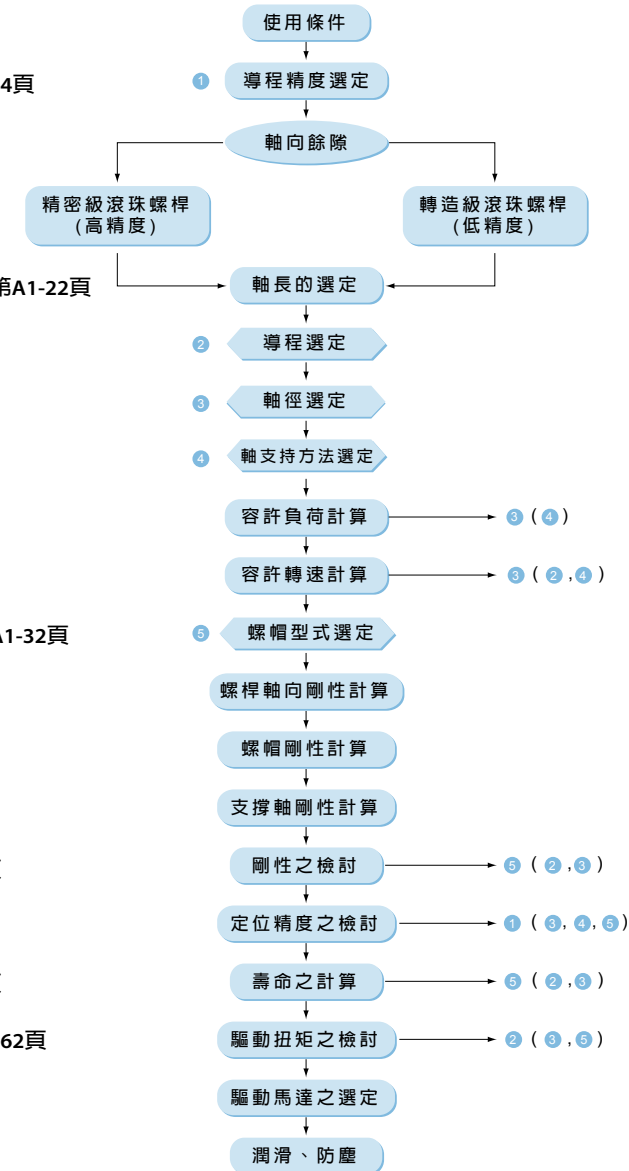 使用條件
4頁
1 導程精度選定
軸向餘隙
精密級滾珠螺桿
(高精度)
轉造級滾珠螺桿
(低精度)
第A1-22頁
軸長的選定
2 導程選定
3 軸徑選定
4 軸支持方法選定
容許負荷計算 3 (4)
容許轉速計算 3 (2,4)
A1-32頁
5 螺帽型式選定
螺桿軸向剛性計算
螺帽剛性計算
支撐軸剛性計算
剛性之檢討 5 (2,3)
定位精度之檢討 1 (3,4,5)
壽命之計算 5 (2,3)
62頁
驅動扭矩之檢討 2 (3,5)
驅動馬達之選定
潤滑、防塵